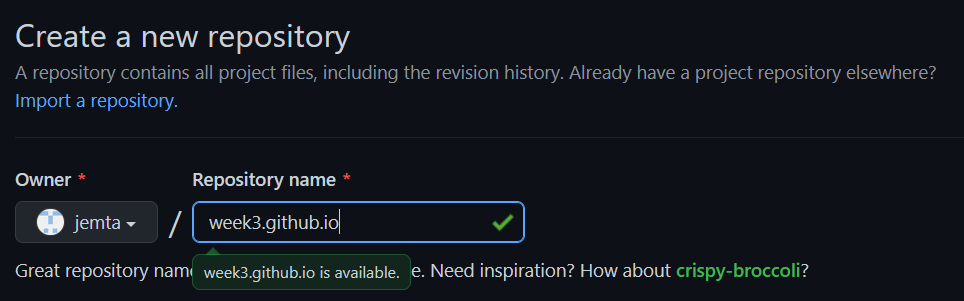 Create a new repository
A repository contains all project files, including the revision history. Already have a project repository elsewhere?
Import a repository.
Owner *
Repository name *
jemta
/
week3.github.io
Great repository nam
e. Need inspiration? How about crispy-broccoli?
week3.github.io is available.